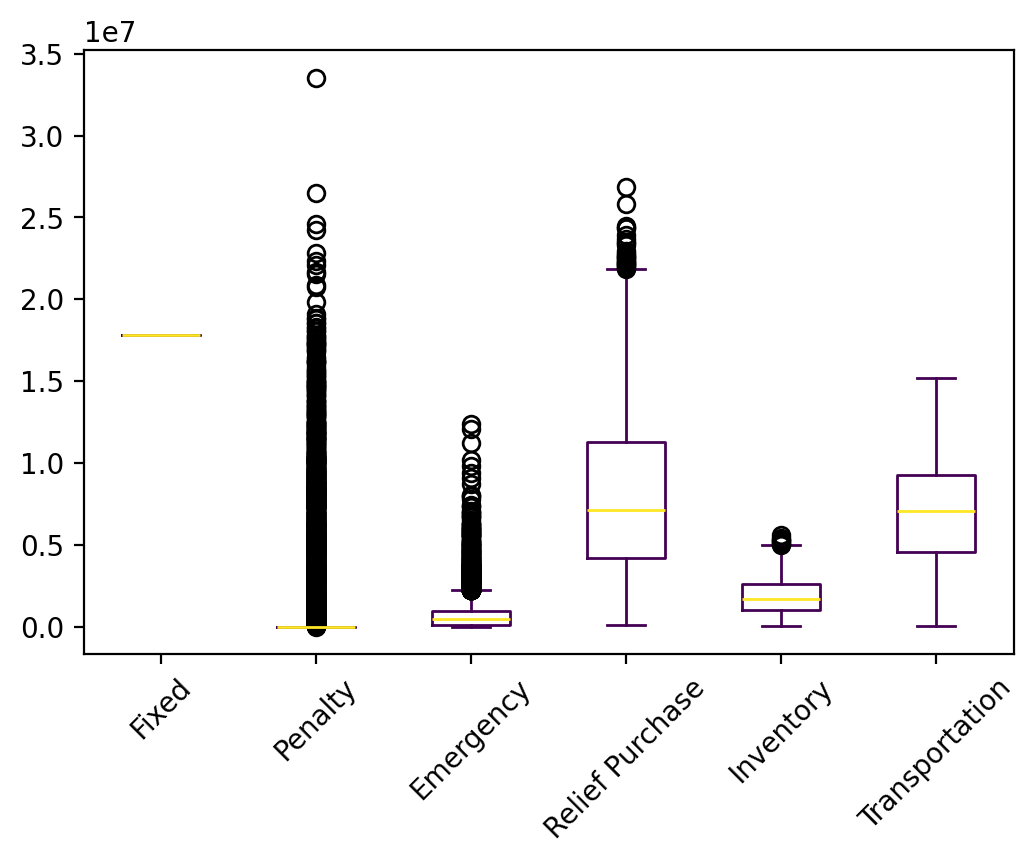 1e7
3.5
3.0
2.5
2.0
1.5
1.0
0.5
0.0
Fixed
Penalty
Emergency
Relief Purchase
Inventory
Transportation